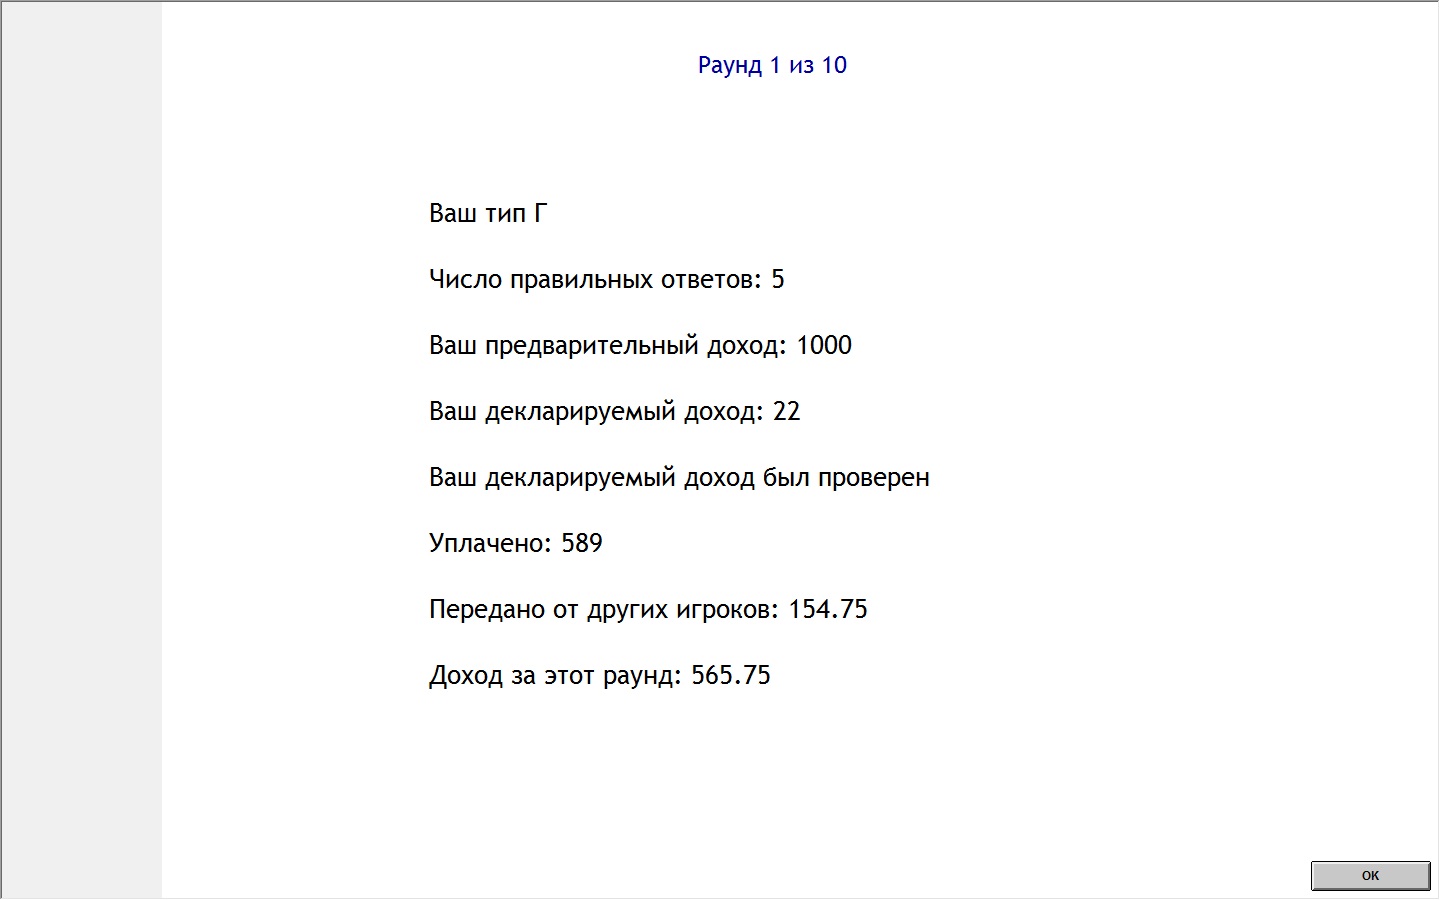 Раунд 1 из 10
Ваш тип Г
Число правильных ответов: 5
Ваш предварительный доход: 1000
Ваш декларируемый доход: 22
Ваш декларируемый доход был проверен
Уплачено: 589
Передано от других игроков: 154.75
Доход за этот раунд: 565.75
ОК